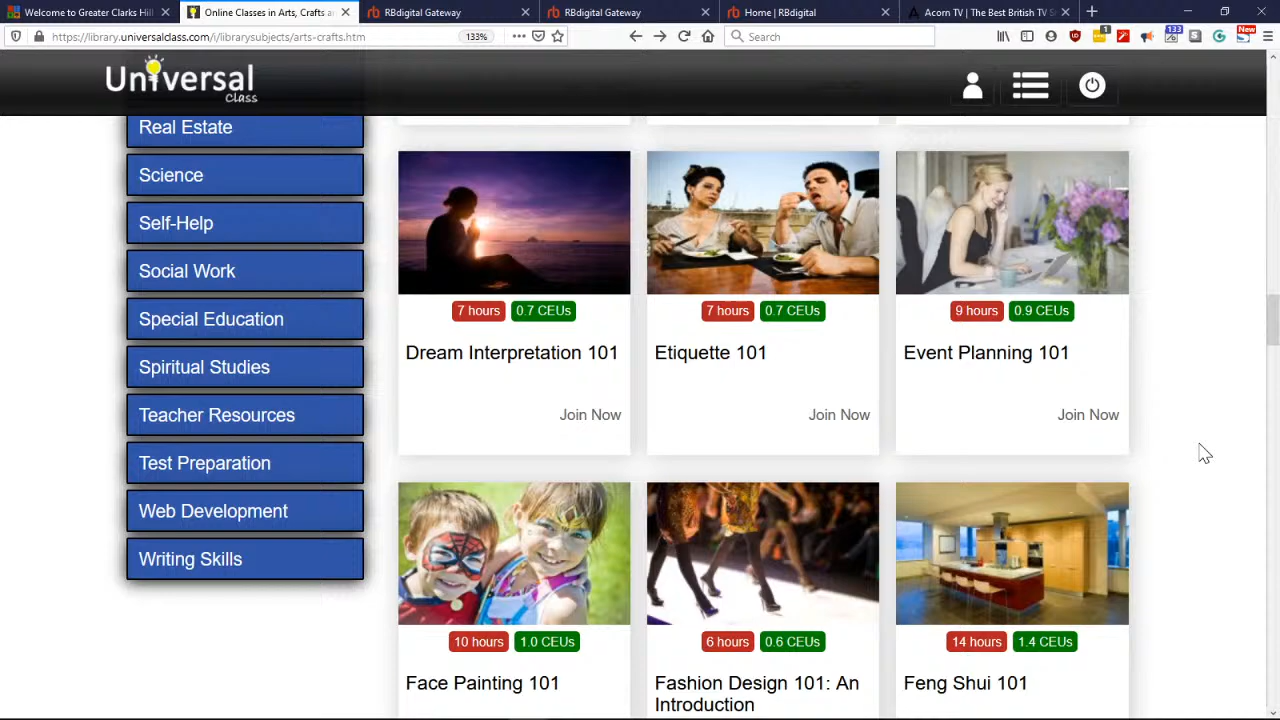 Welcome to Greater Clarks Hill
Online Classes in Arts, Crafts a
RBdigital Gateway
RBdigital Gateway
Home | RBdigital
Acorn TV | The Best British TV S
https://library.universalclass.com/i/librarysubjects/arts-crafts.htm
133%
Search
1
133
New
Universal
Class
Real Estate
Science
Self-Help
Social Work
Special Education
Spiritual Studies
Teacher Resources
Test Preparation
Web Development
Writing Skills
7 hours 0.7 CEUs
Dream Interpretation 101
Join Now
7 hours 0.7 CEUs
Etiquette 101
Join Now
9 hours 0.9 CEUs
Event Planning 101
Join Now
10 hours 1.0 CEUs
Face Painting 101
6 hours 0.6 CEUs
Fashion Design 101: An
Introduction
14 hours 1.4 CEUs
Feng Shui 101